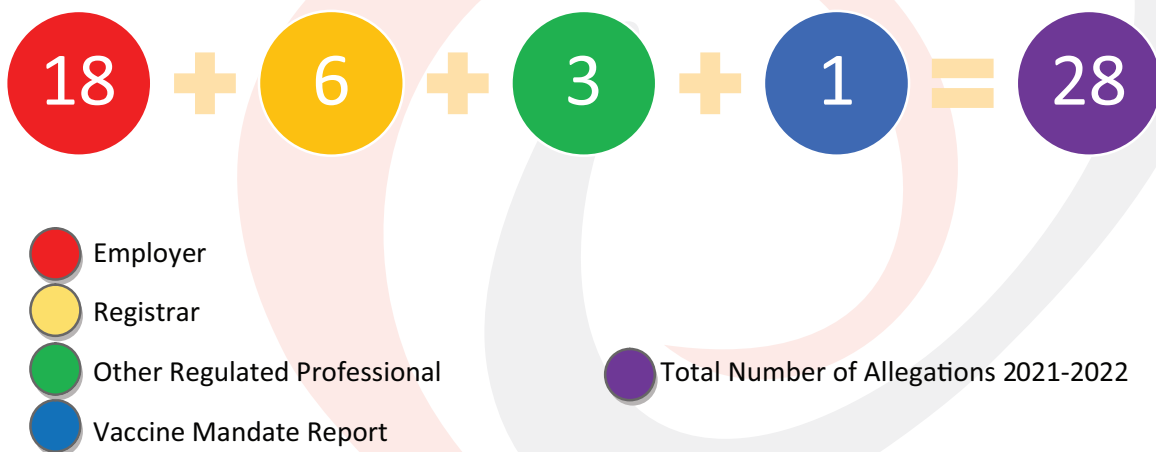 18 + 6 + 3 + 1 = 28
Employer
Registrar
Other Regulated Professional
Total Number of Allegations 2021-2022
Vaccine Mandate Report